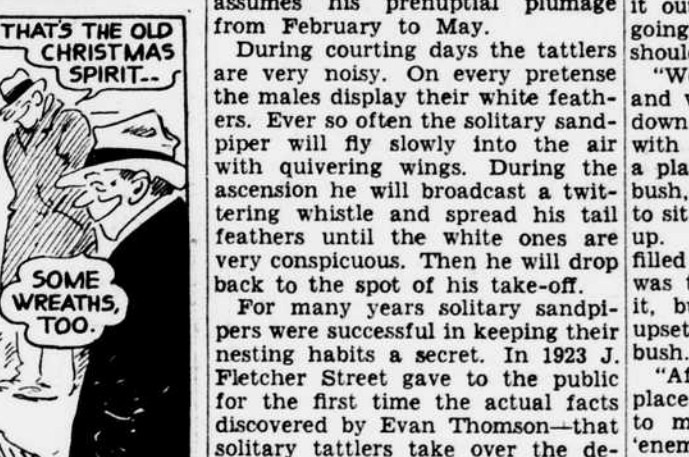 THAT'S THE OLD
CHRISTMAS
SPIRIT--
SOME
WREATHS,
TOO.
assumes his prenuptial plumage
from February to May.
During courting days the tattlers
are very noisy. On every pretense
the males display their white feath-
ers. Ever so often the solitary sand-
piper will fly slowly into the air
with quivering wings. During the
ascension he will broadcast a twit-
tering whistle and spread his tail
feathers until the white ones are
very conspicuous. Then he will drop
back to the spot of his take-off.
For many years solitary sandpi-
pers were successful in keeping their
nesting habits a secret. In 1923 J.
Fletcher Street gave to the public
for the first time the actual facts
discovered by Evan Thomson—that
solitary tattlers take over the de-
it
going
and
down
with
a
bush,
to sit
up.
filled
was
it,
upset
bush.
place
to